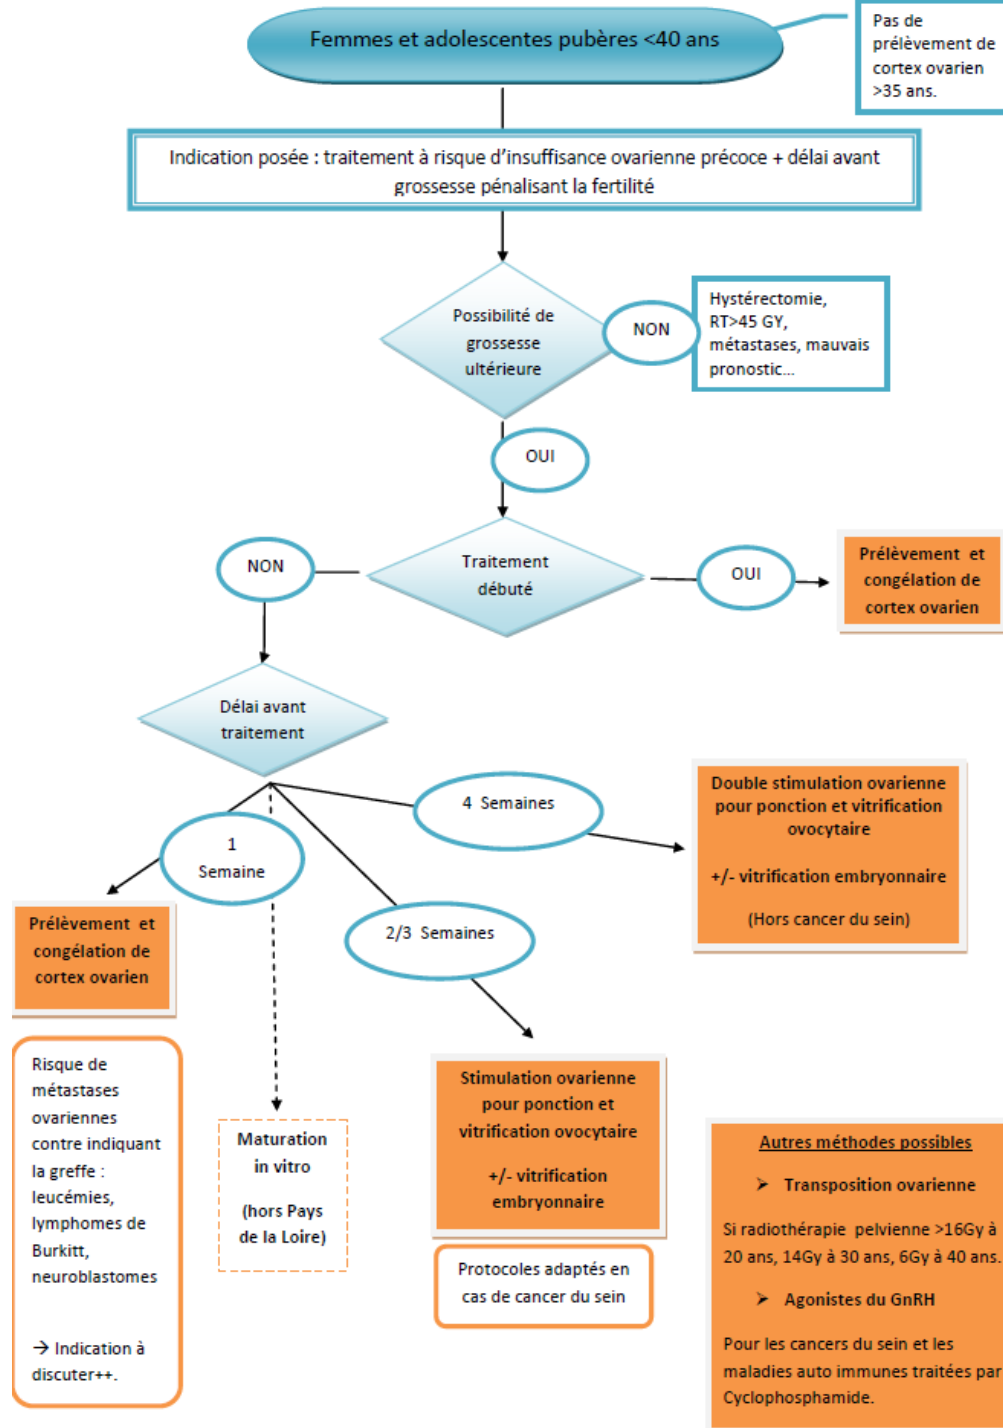 Femmes et adolescentes pubères <40 ans
Pas de
prélèvement de
cortex ovarien
>35 ans.
Indication posée : traitement à risque d’insuffisance ovarienne précoce + délai avant
grossesse pénalisant la fertilité
Possibilité de
grossesse
ultérieure
NON
Hystérectomie,
RT>45 GY,
métastases, mauvais
pronostic...
OUI
Traitement
débuté
NON
OUI
Prélèvement et
congélation de
cortex ovarien
Délai avant
traitement
4 Semaines
Double stimulation ovarienne
pour ponction et vitrification
ovocytaire
+/- vitrification embryonnaire
(Hors cancer du sein)
1
Semaine
2/3 Semaines
Prélèvement et
congélation de
cortex ovarien
Risque de
métastases
ovariennes
contre indiquant
la greffe :
leucémies,
lymphomes de
Burkitt,
neuroblastomes
→ Indication à
discuter++.
Maturation
in vitro
(hors Pays
de la Loire)
Stimulation ovarienne
pour ponction et
vitrification ovocytaire
+/- vitrification
embryonnaire
Protocoles adaptés en
cas de cancer du sein
Autres méthodes possibles
➢ Transposition ovarienne
Si radiothérapie pelvienne >16Gy à
20 ans, 14Gy à 30 ans, 6Gy à 40 ans.
➢ Agonistes du GnRH
Pour les cancers du sein et les
maladies auto immunes traitées par
Cyclophosphamide.